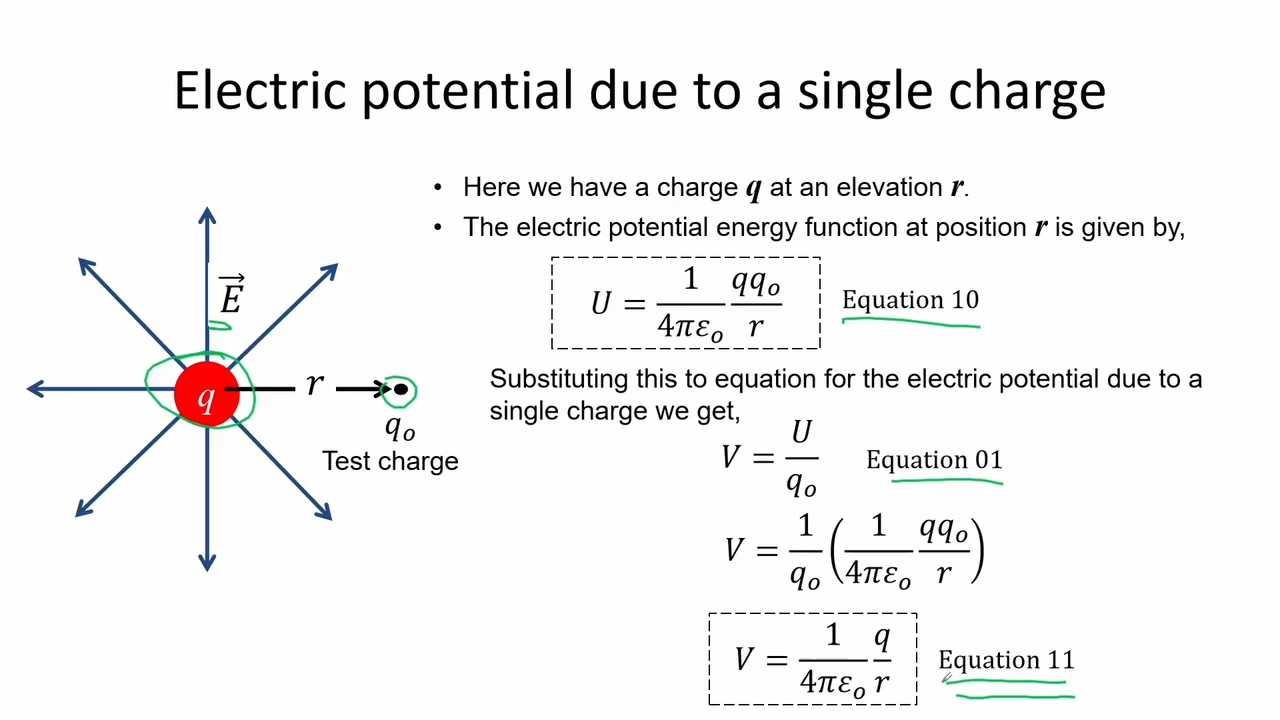 Electric potential due to a single charge
• Here we have a charge q at an elevation r.
• The electric potential energy function at position r is given by,
U = 1/(4πε₀) qq₀/r
Equation 10
Substituting this to equation for the electric potential due to a
single charge we get,
V = U/q₀
Equation 01
V = 1/q₀ (1/(4πε₀) qq₀/r)
V = 1/(4πε₀) q/r
Equation 11
E⃗
q
r
q₀
Test charge